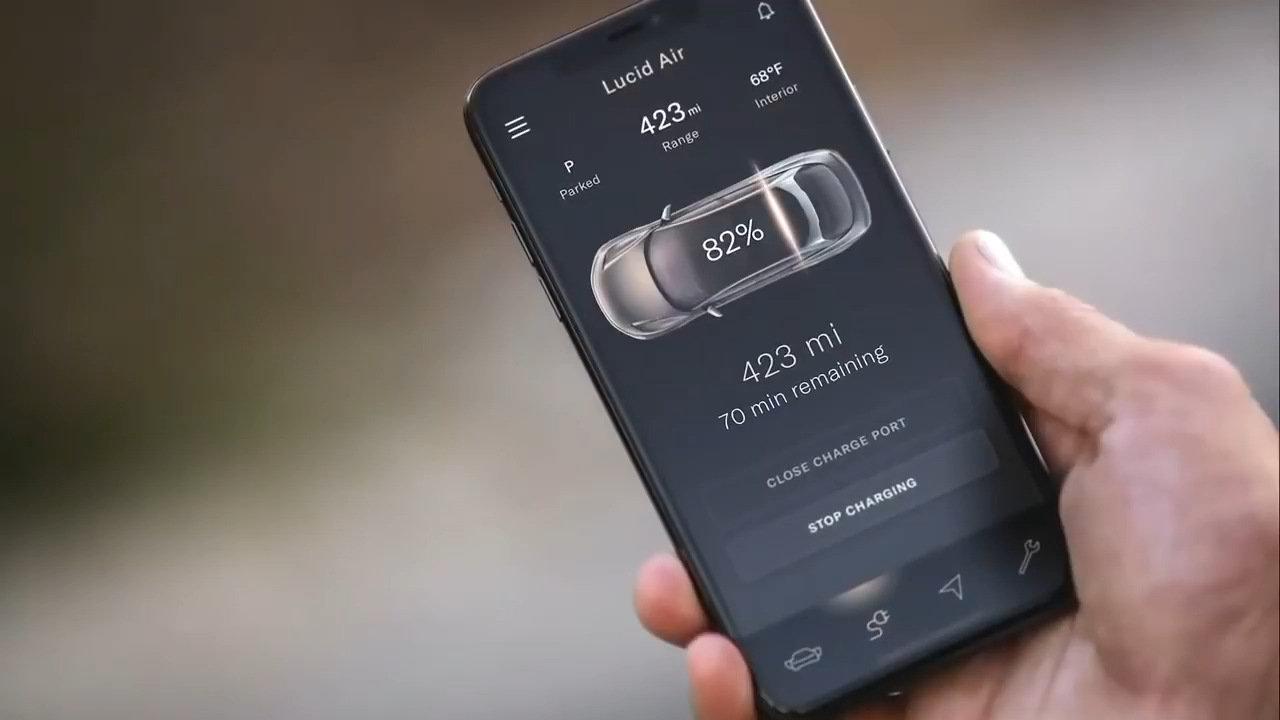 Lucid Air
423 mi
Range
68°F
Interior
P
Parked
82%
423 mi
70 min remaining
CLOSE CHARGE PORT
STOP CHARGING